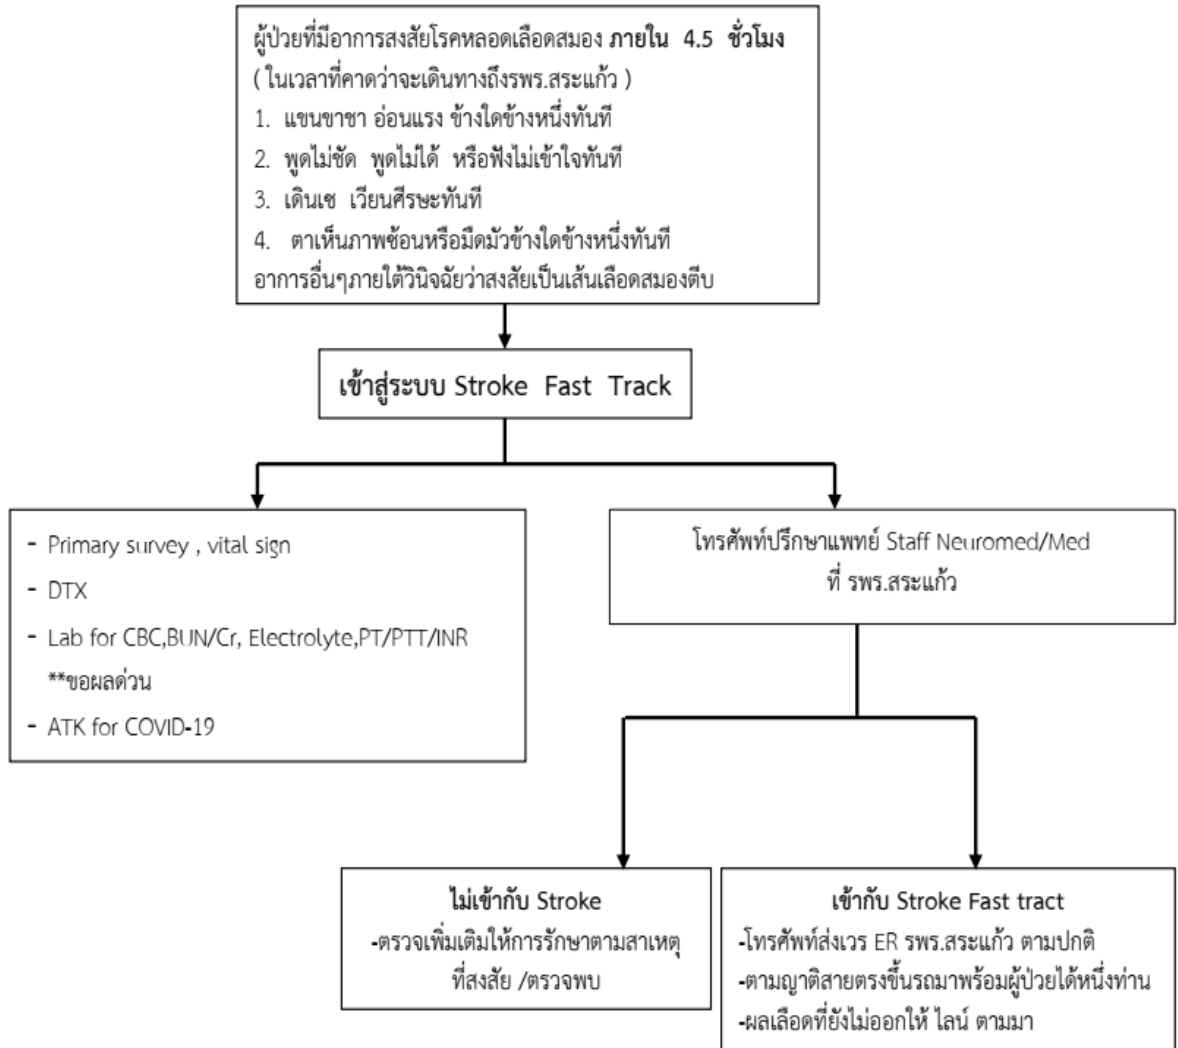 ผู้ป่วยที่มีอาการสงสัยโรคหลอดเลือดสมอง ภายใน 4.5 ชั่วโมง
( ในเวลาที่คาดว่าจะเดินทางถึงรพร.สระแก้ว )
1. แขนขาชา อ่อนแรง ข้างใดข้างหนึ่งทันที
2. พูดไม่ชัด พูดไม่ได้ หรือฟังไม่เข้าใจทันที
3. เดินเซ เวียนศีรษะทันที
4. ตาเห็นภาพซ้อนหรือมืดมัวข้างใดข้างหนึ่งทันที
อาการอื่นๆภายใต้วินิจฉัยว่าสงสัยเป็นเส้นเลือดสมองตีบ
เข้าสู่ระบบ Stroke Fast Track
- Primary survey , vital sign
- DTX
- Lab for CBC,BUN/Cr, Electrolyte,PT/PTT/INR
**ขอผลด่วน
- ATK for COVID-19
โทรศัพท์ปรึกษาแพทย์ Staff Neuromed/Med
ที่ รพร.สระแก้ว
ไม่เข้ากับ Stroke
-ตรวจเพิ่มเติมให้การรักษาตามสาเหตุ
ที่สงสัย /ตรวจพบ
เข้ากับ Stroke Fast tract
-โทรศัพท์ส่งเวร ER รพร.สระแก้ว ตามปกติ
-ตามญาติสายตรงขึ้นรถมาพร้อมผู้ป่วยได้หนึ่งท่าน
-ผลเลือดที่ยังไม่ออกให้ ไลน์ ตามมา